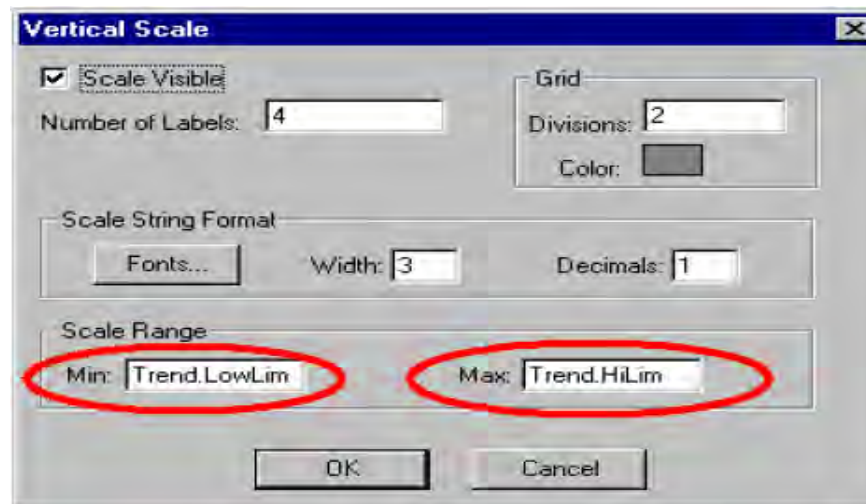 Vertical Scale
Scale Visible
Number of Labels: 4
Grid
Divisions: 2
Color:
Scale String Format
Fonts... Width: 3 Decimals: 1
Scale Range
Min: Trend.LowLim Max: Trend.HiLim
OK Cancel